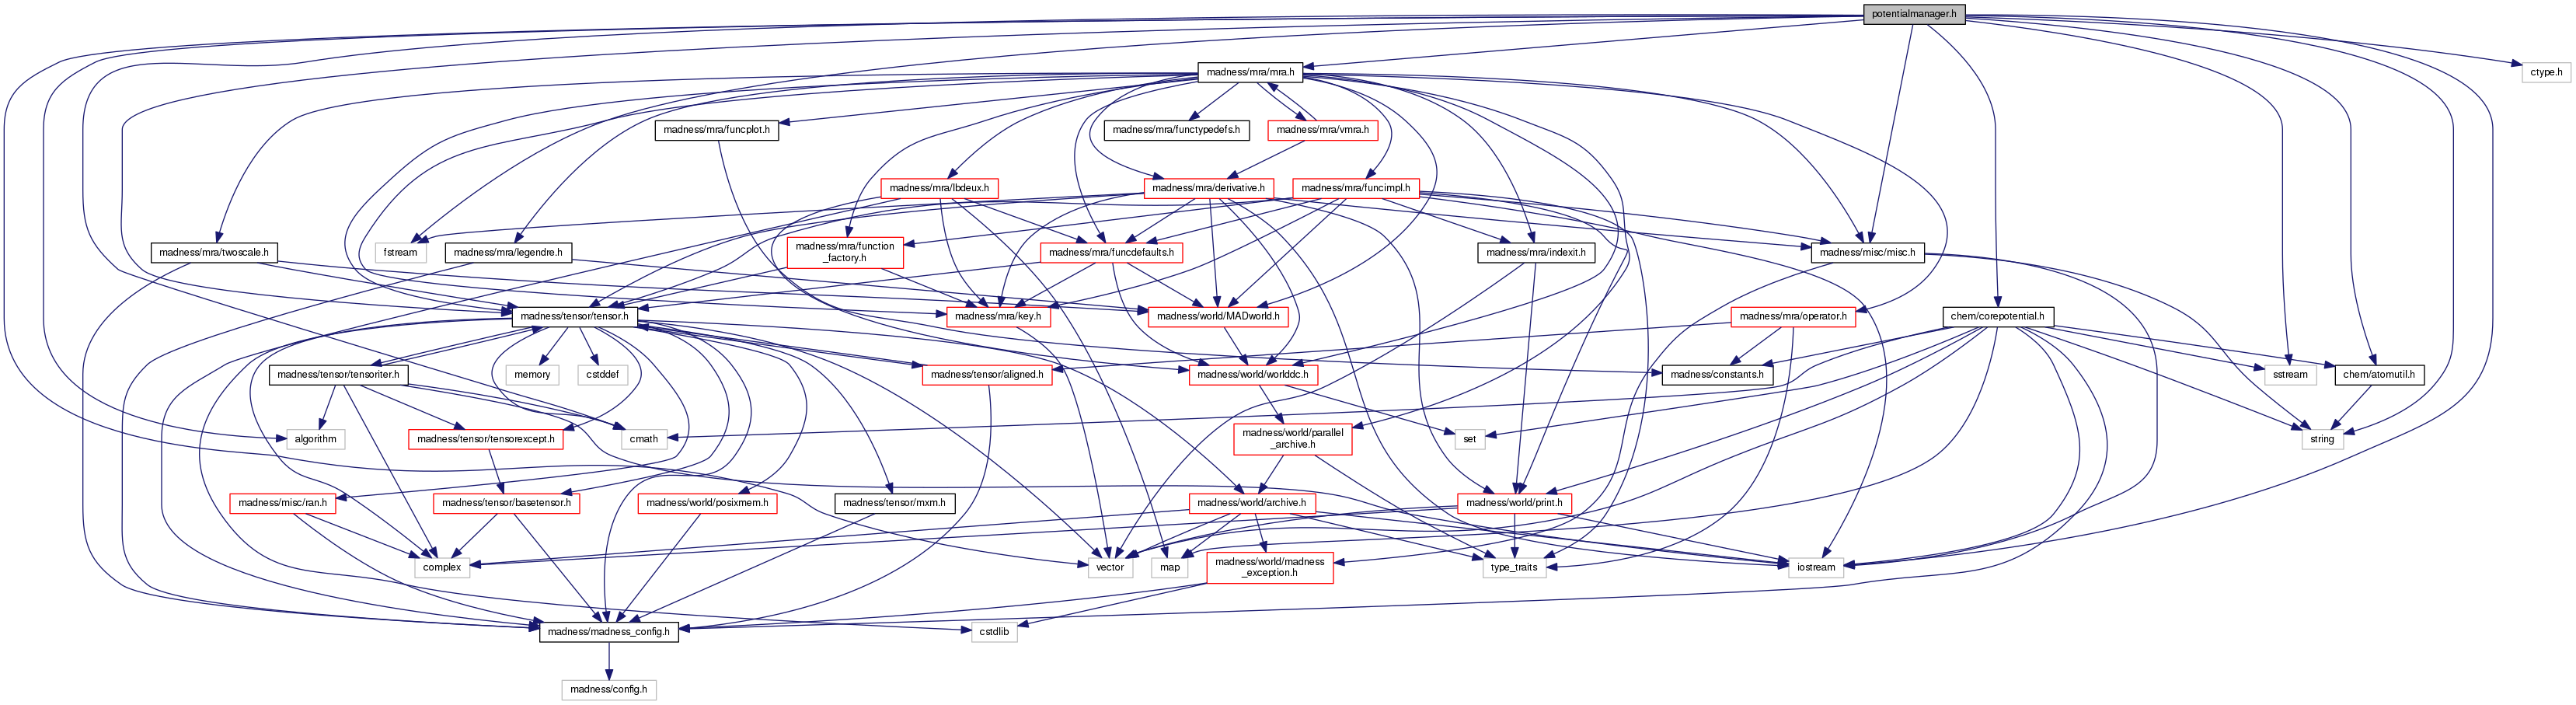 potentialmanager.h
madness/mra/mra.h
ctype.h
madness/mra/funcplot.h
madness/mra/functypedefs.h
madness/mra/vmra.h
madness/mra/lbdeux.h
madness/mra/derivative.h
madness/mra/funcimpl.h
madness/mra/twoscale.h
fstream
madness/mra/legendre.h
madness/mra/function
_factory.h
madness/mra/funcdefaults.h
madness/mra/indexit.h
madness/misc/misc.h
madness/tensor/tensor.h
madness/mra/key.h
madness/world/MADworld.h
madness/mra/operator.h
chem/corepotential.h
madness/tensor/tensoriter.h
memory
cstddef
madness/tensor/aligned.h
madness/world/worlddc.h
madness/constants.h
sstream
chem/atomutil.h
algorithm
madness/tensor/tensorexcept.h
cmath
madness/world/parallel
_archive.h
set
string
madness/misc/ran.h
madness/tensor/basetensor.h
madness/world/posixmem.h
madness/tensor/mxm.h
madness/world/archive.h
madness/world/print.h
complex
vector
map
madness/world/madness
_exception.h
type_traits
iostream
madness/madness_config.h
cstdlib
madness/config.h